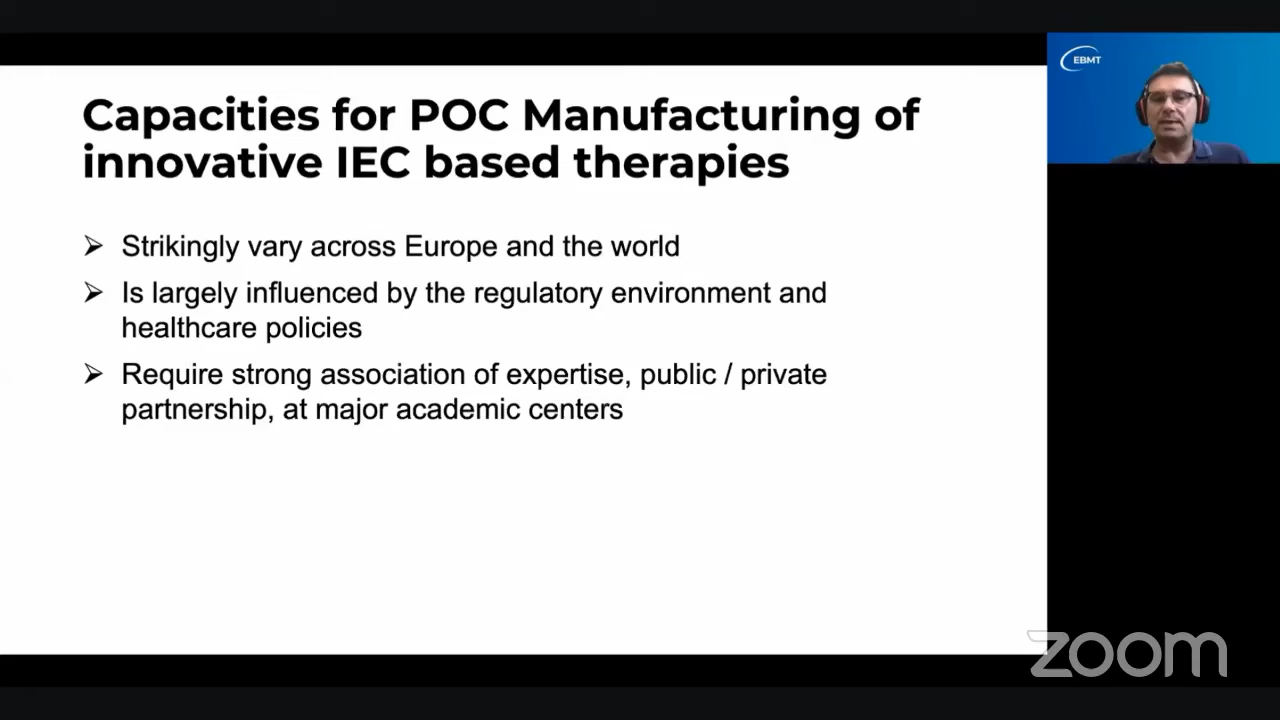 Capacities for POC Manufacturing of
innovative IEC based therapies
➢ Strikingly vary across Europe and the world
➢ Is largely influenced by the regulatory environment and
healthcare policies
➢ Require strong association of expertise, public / private
partnership, at major academic centers
EBMT
zoom